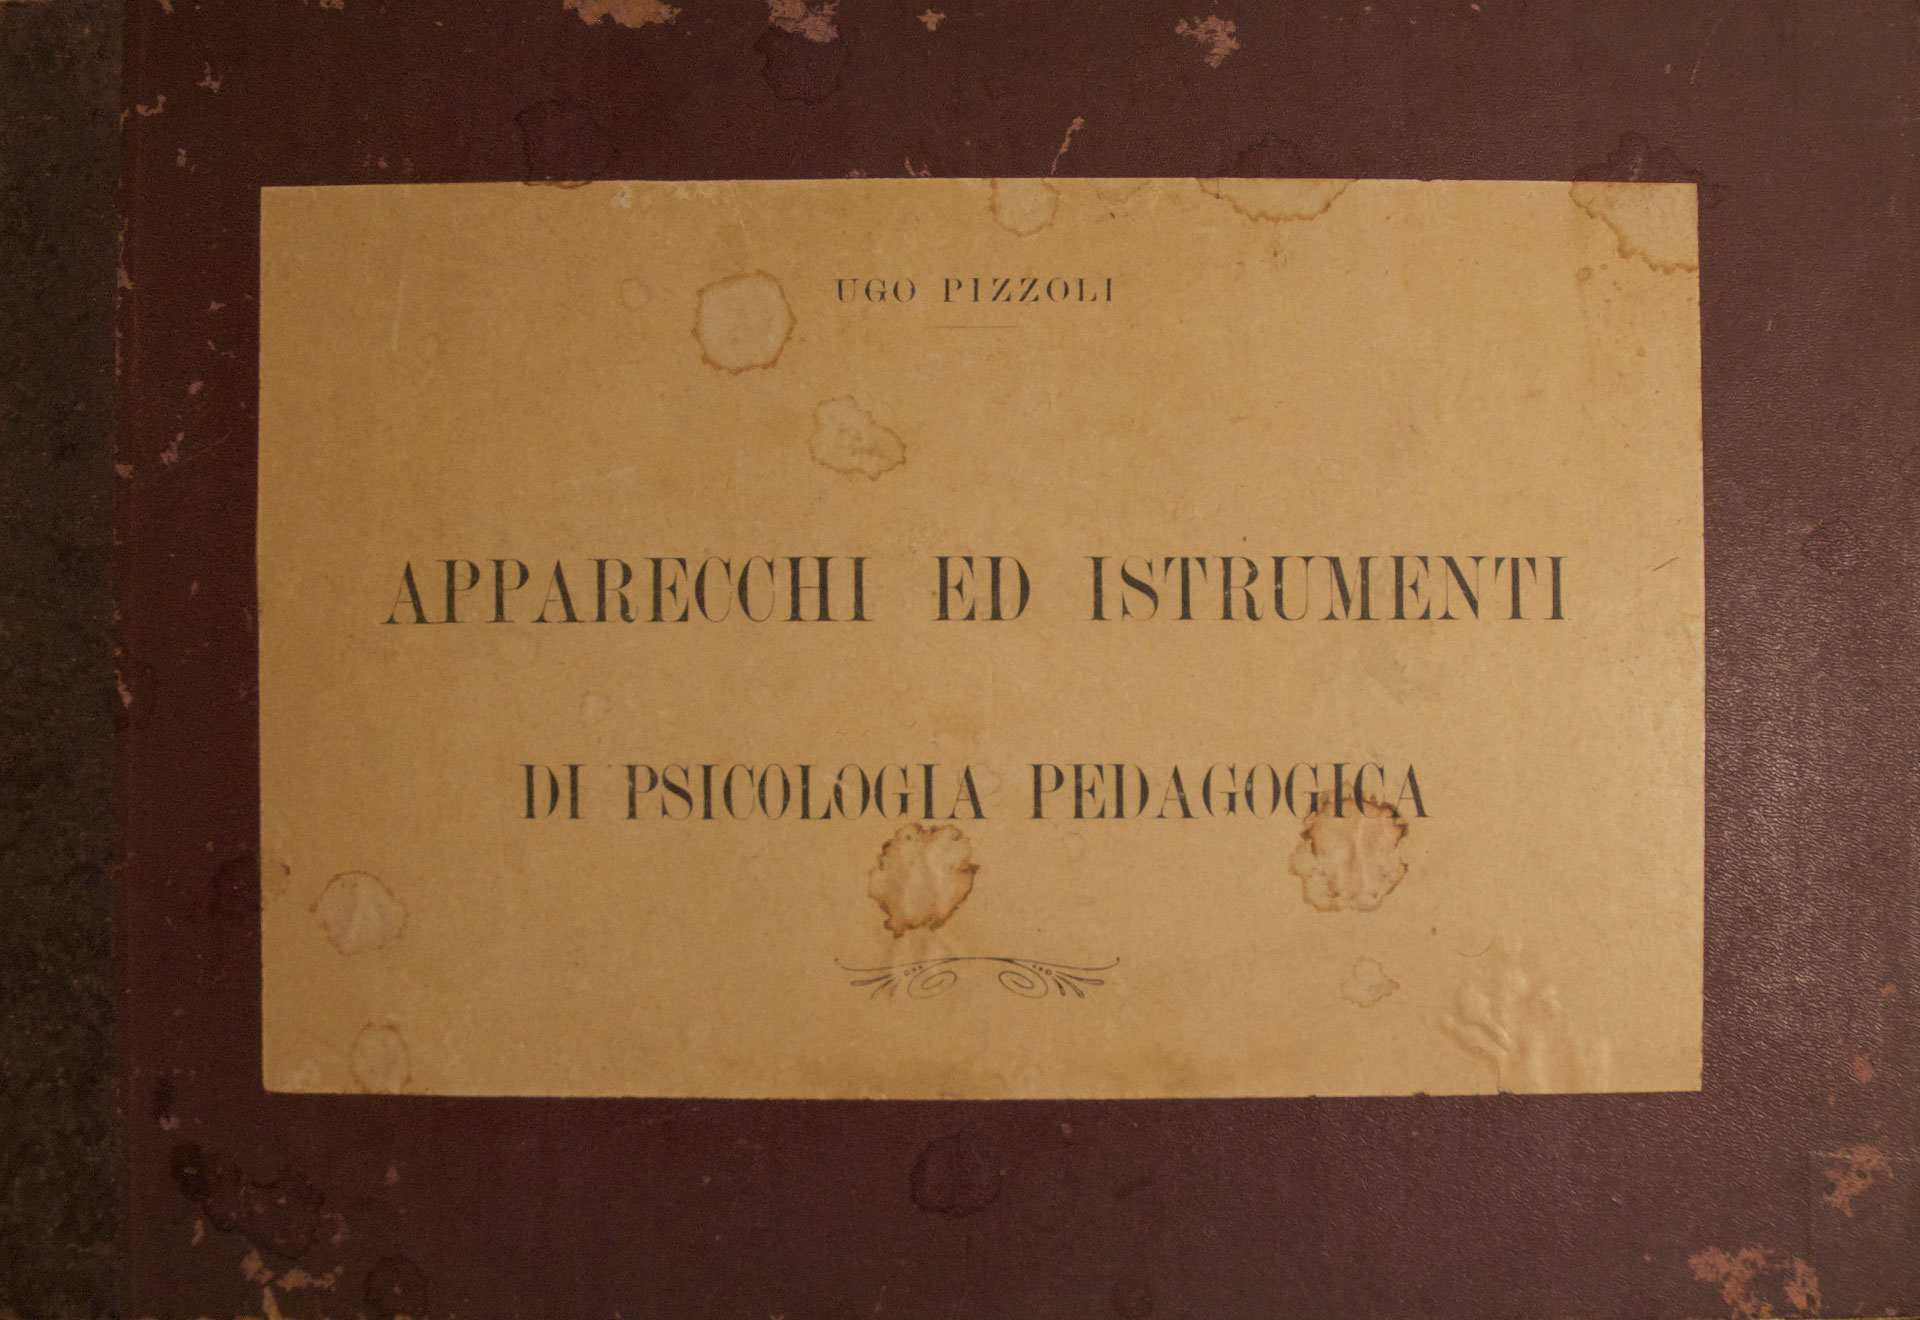 UGO PIZZOLI
APPARECCHI ED ISTRUMENTI
DI PSICOLOGIA PEDAGOGICA